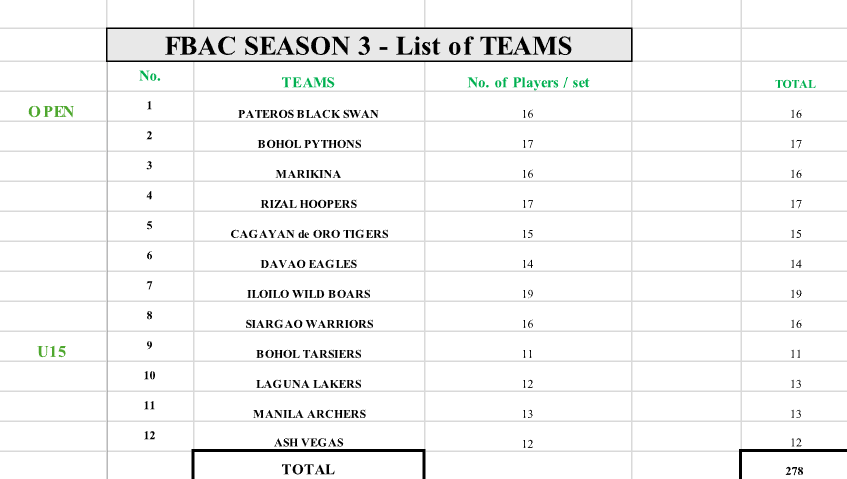 FBAC SEASON 3 - List of TEAMS
No. TEAMS No. of Players / set TOTAL
OPEN 1 PATEROS BLACK SWAN 16 16
2 BOHOL PYTHONS 17 17
3 MARIKINA 16 16
4 RIZAL HOOPERS 17 17
5 CAGAYAN de ORO TIGERS 15 15
6 DAVAO EAGLES 14 14
7 ILOILO WILD BOARS 19 19
8 SIARGAO WARRIORS 16 16
U15 9 BOHOL TARSIERS 11 11
10 LAGUNA LAKERS 12 13
11 MANILA ARCHERS 13 13
12 ASH VEGAS 12 12
TOTAL 278